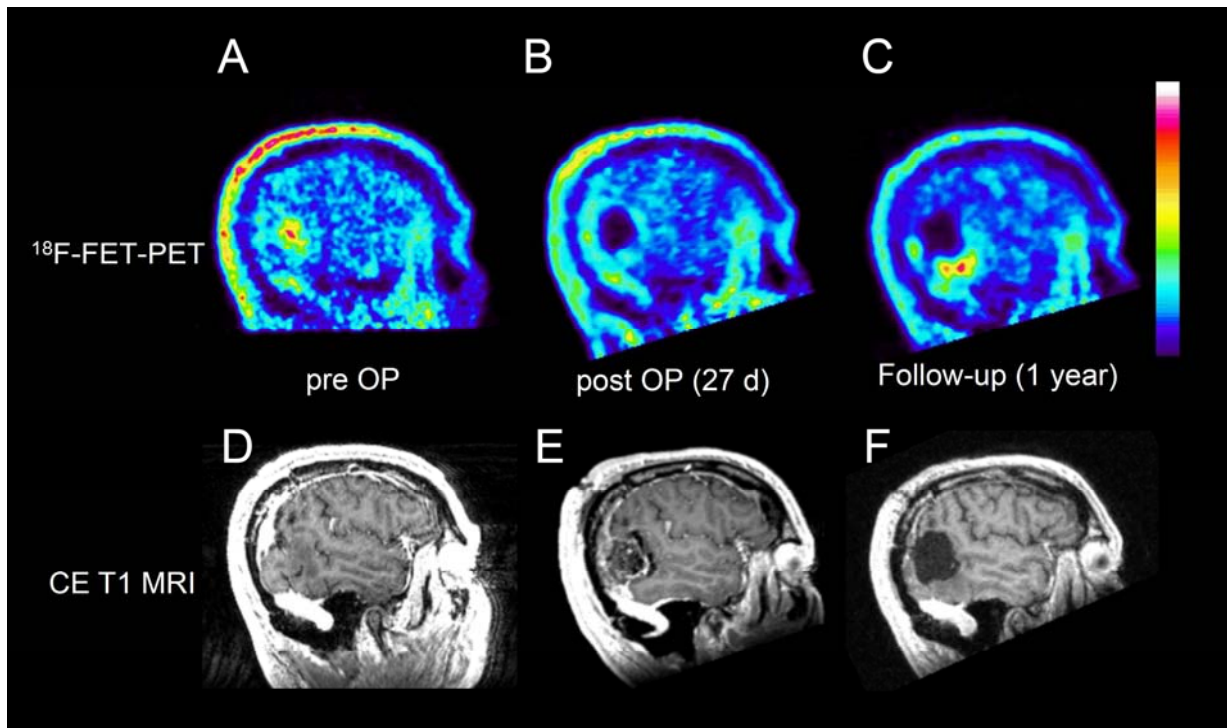 A
B
C
¹⁸F-FET-PET
pre OP
post OP (27 d)
Follow-up (1 year)
D
E
F
CE T1 MRI